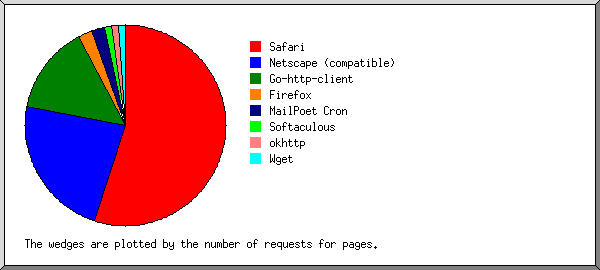 Safari
Netscape (compatible)
Go-http-client
Firefox
MailPoet Cron
Softaculous
okhttp
Wget
The wedges are plotted by the number of requests for pages.